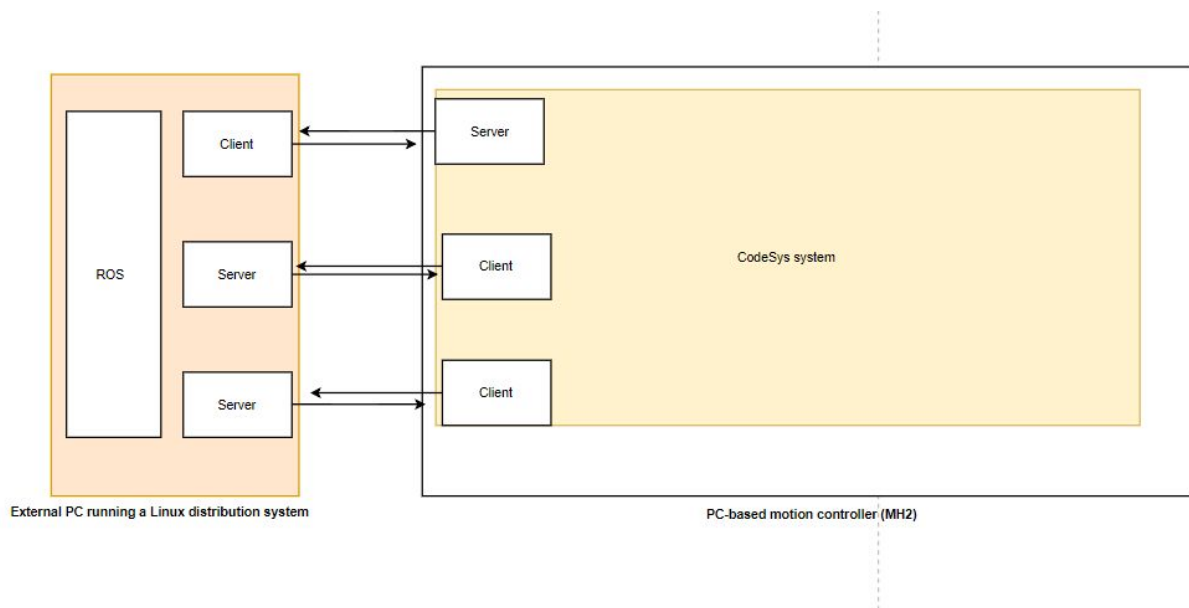 Server
Client
ROS
Server
Client
CodeSys system
Server
Client
External PC running a Linux distribution system
PC-based motion controller (MH2)